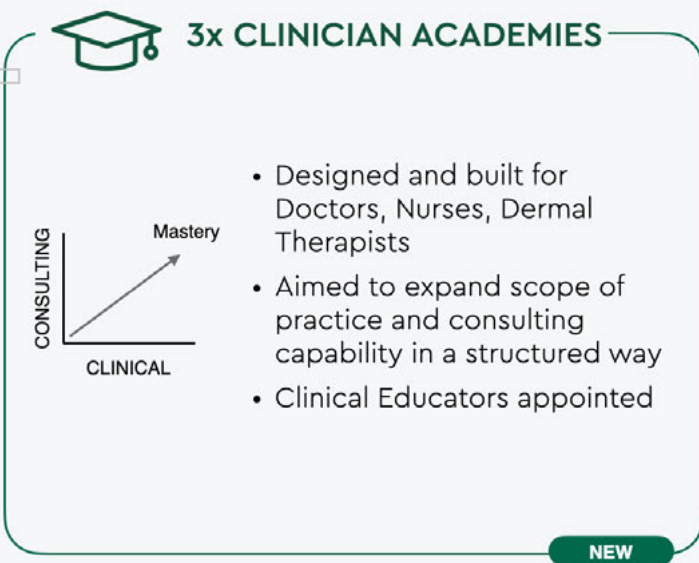 3x CLINICIAN ACADEMIES
CONSULTING
Mastery
CLINICAL
• Designed and built for
Doctors, Nurses, Dermal
Therapists
• Aimed to expand scope of
practice and consulting
capability in a structured way
• Clinical Educators appointed
NEW